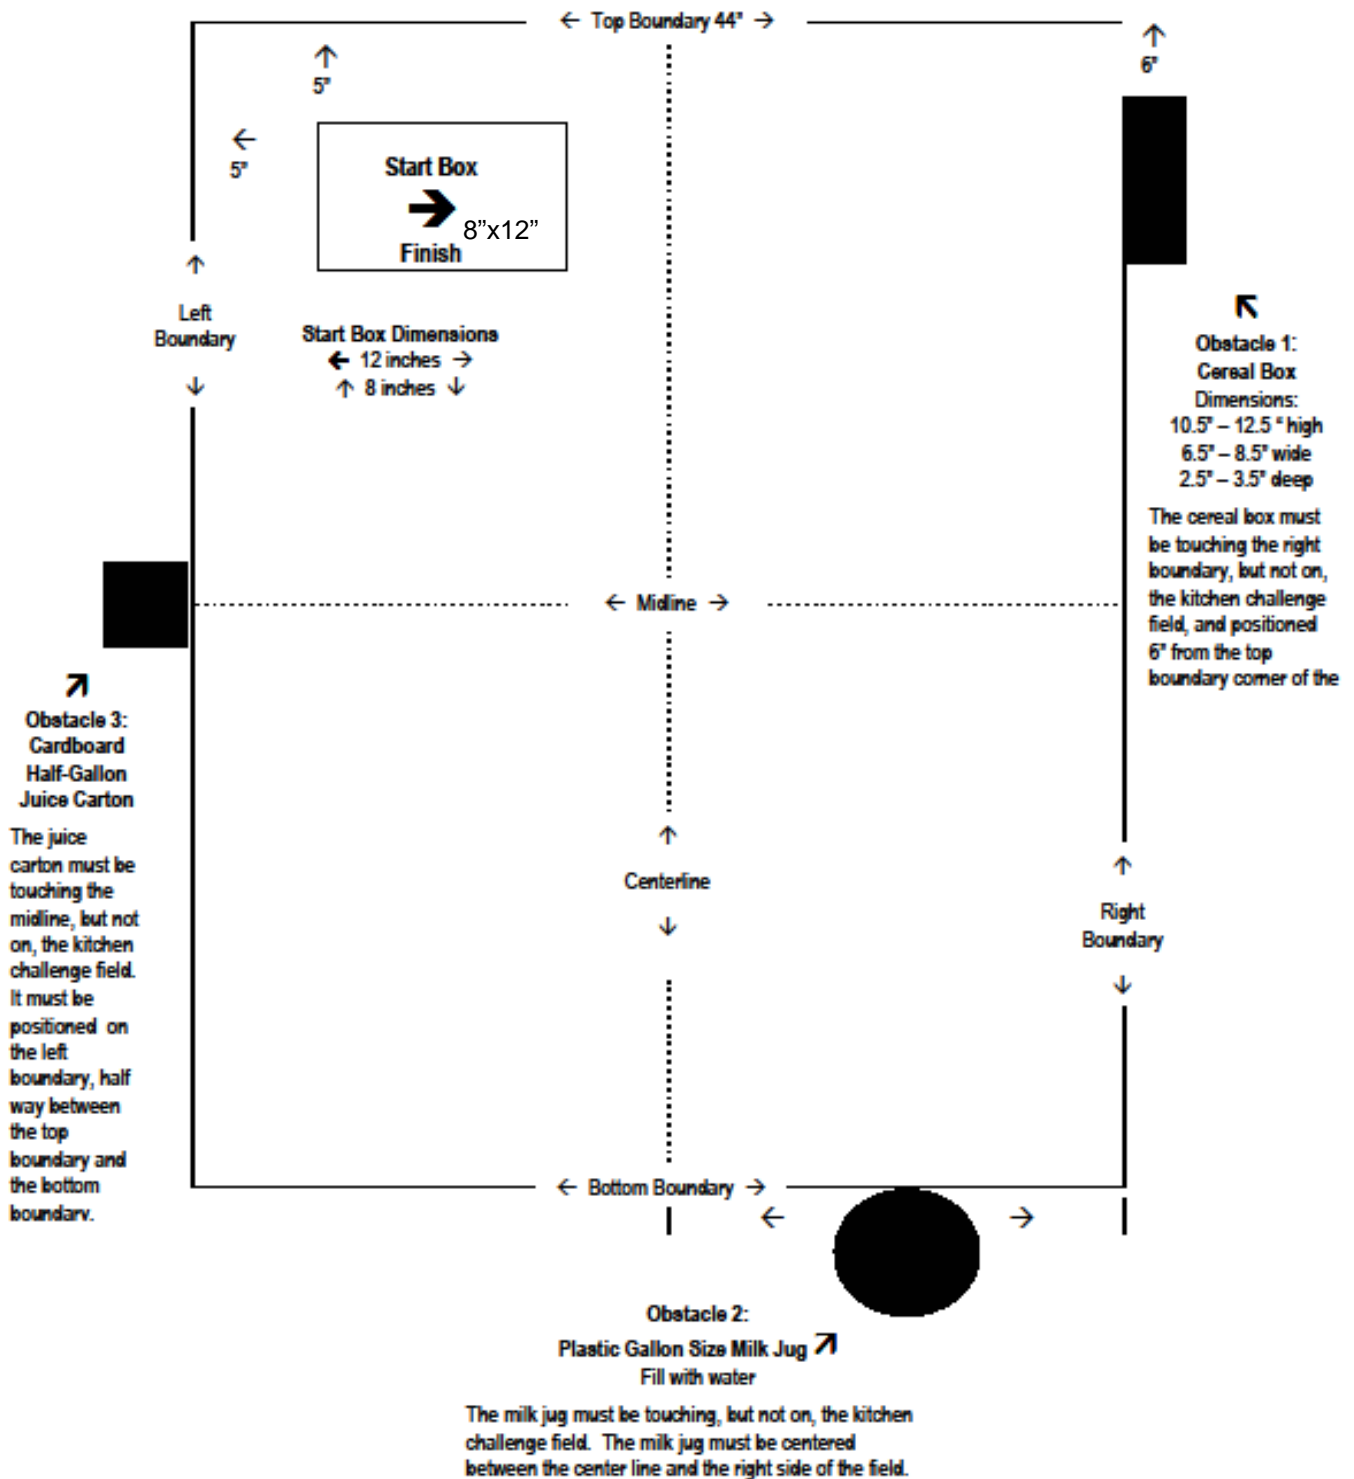 ← Top Boundary 44" →
↑
5"
↑
6"
←
5"
Start Box
→
8”x12”
Finish
↑
Left
Boundary
↓
Start Box Dimensions
← 12 inches →
↑ 8 inches ↓
↖
Obstacle 1:
Cereal Box
Dimensions:
10.5" – 12.5 " high
6.5" – 8.5" wide
2.5" – 3.5" deep
The cereal box must
be touching the right
boundary, but not on,
the kitchen challenge
field, and positioned
6" from the top
boundary corner of the
← Midline →
↗
Obstacle 3:
Cardboard
Half-Gallon
Juice Carton
The juice
carton must be
touching the
midline, but not
on, the kitchen
challenge field.
It must be
positioned on
the left
boundary, half
way between
the top
boundary and
the bottom
boundary.
↑
Centerline
↓
↑
Right
Boundary
↓
← Bottom Boundary →
← →
Obstacle 2:
Plastic Gallon Size Milk Jug ↗
Fill with water
The milk jug must be touching, but not on, the kitchen
challenge field. The milk jug must be centered
between the center line and the right side of the field.